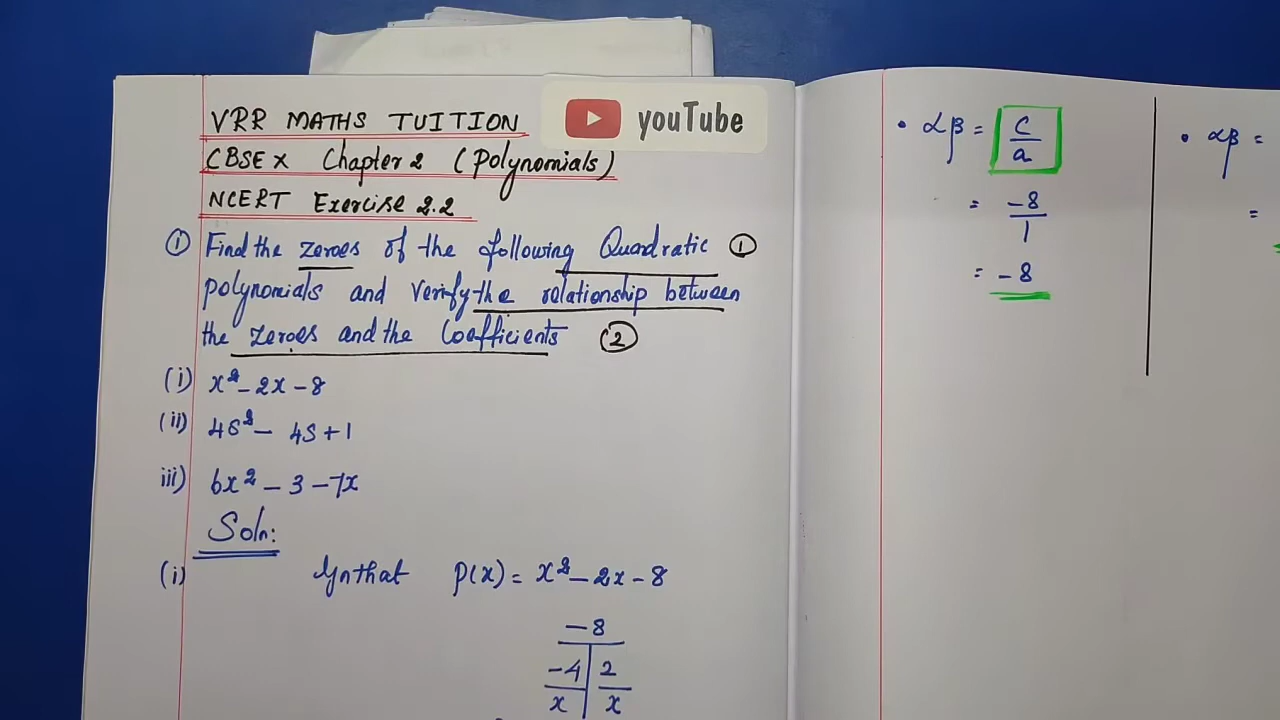 VRR MATHS TUITION
youTube
CBSE X Chapter 2 (Polynomials)
NCERT Exercise 2.2
① Find the zeroes of the following Quadratic ①
polynomials and verify the relationship between
the zeroes and the Coefficients ②
(i) x² - 2x - 8
(ii) 4s² - 4s + 1
iii) 6x² - 3 - 7x
Soln:
(i) Gn that p(x) = x² - 2x - 8
-8
-4 | 2
x | x
• αβ = c/a
= -8/1
= -8
• αβ =
=